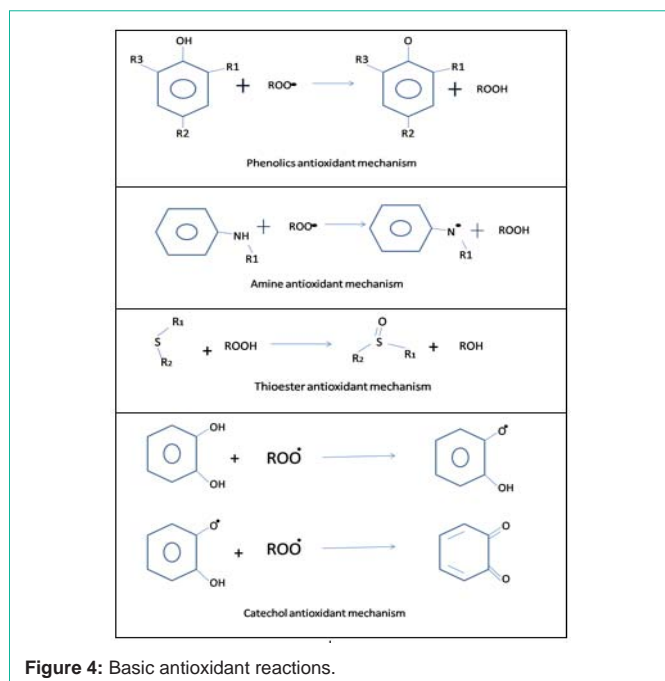 OH
R3 R1 + ROO• R3 O R1 + ROOH
R2 R2
Phenolics antioxidant mechanism
NH + ROO• N• + ROOH
R1 R1
Amine antioxidant mechanism
R1 O
S + ROOH S + ROH
R2 R2 R1
Thioester antioxidant mechanism
OH O•
+ ROO•
OH OH
O• O
+ ROO•
OH O
Catechol antioxidant mechanism
Figure 4: Basic antioxidant reactions.